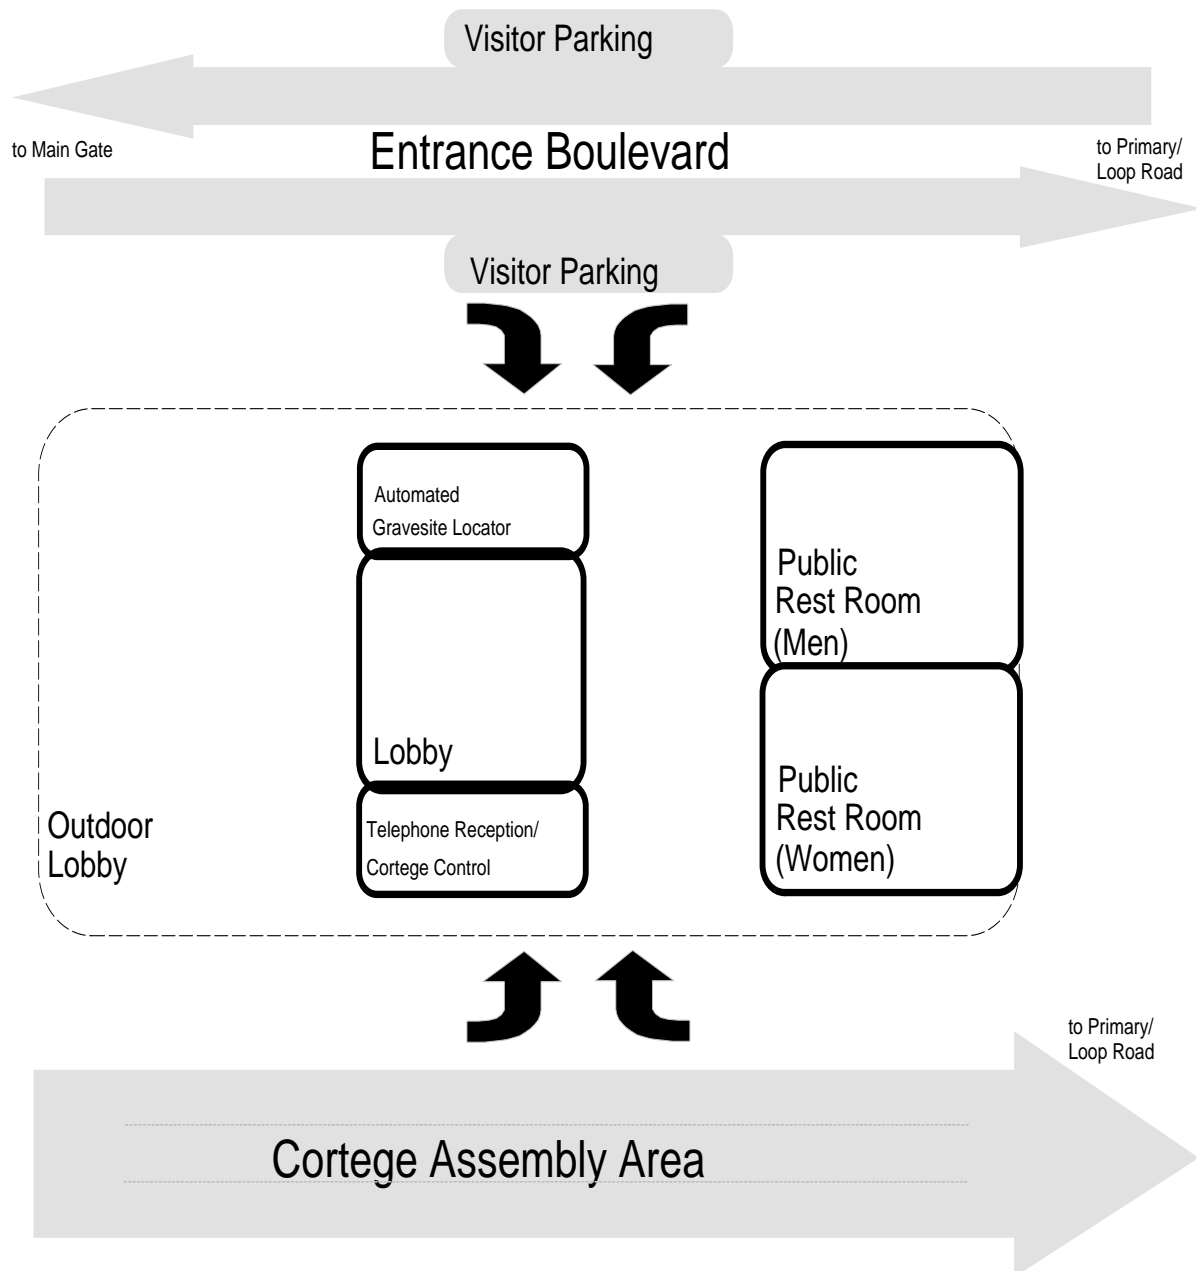 Visitor Parking
to Main Gate
Entrance Boulevard
to Primary/
Loop Road
Visitor Parking
Automated
Gravesite Locator
Public
Rest Room
(Men)
Lobby
Public
Rest Room
(Women)
Outdoor
Lobby
Telephone Reception/
Cortege Control
to Primary/
Loop Road
Cortege Assembly Area